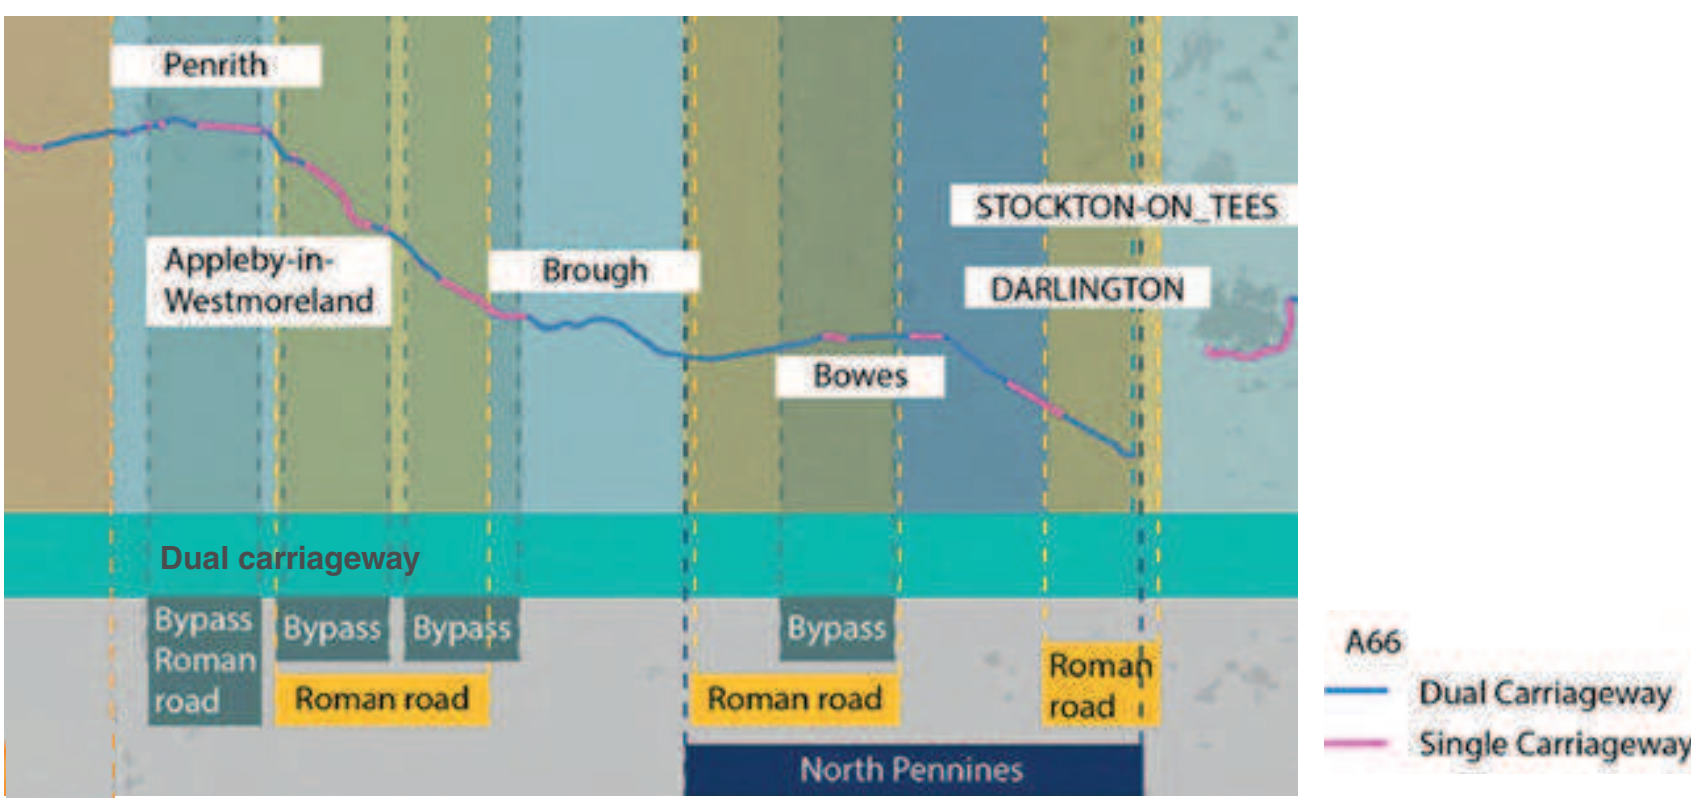 Penrith
STOCKTON-ON_TEES
Appleby-in-
Westmoreland
Brough
DARLINGTON
Bowes
Dual carriageway
Bypass
Roman
road
Bypass
Bypass
Bypass
Roman road
Roman road
Roman
road
North Pennines
A66
Dual Carriageway
Single Carriageway